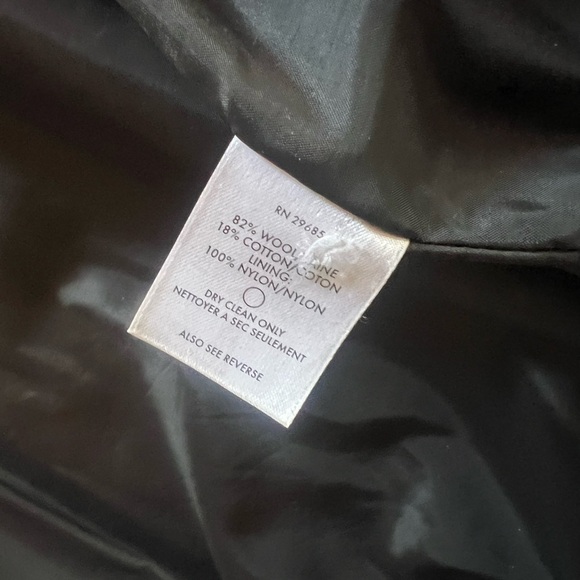 RN 29685
82% WOOL
18% COTTON/COTON
LINING:
100% NYLON/NYLON
DRY CLEAN ONLY
NETTOYER A SEC SEULEMENT
ALSO SEE REVERSE